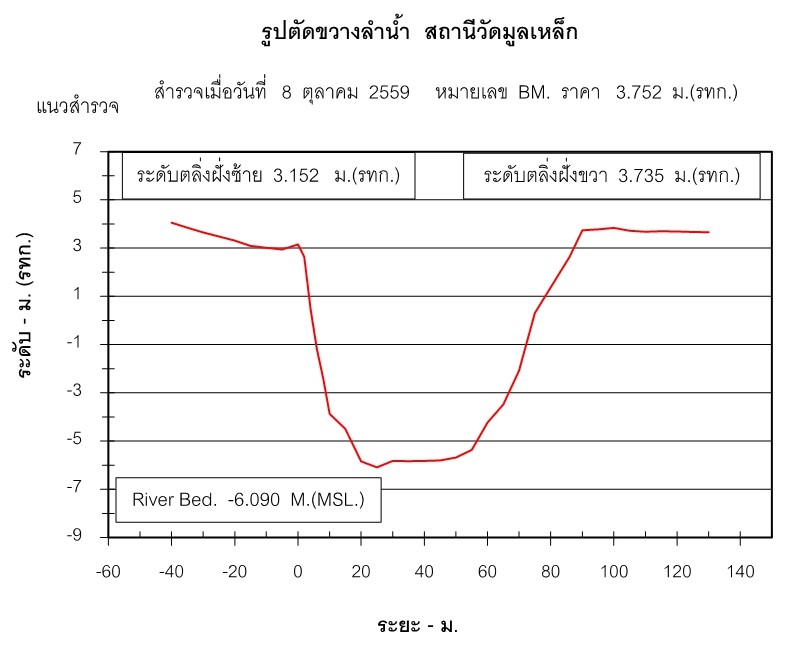 รูปตัดขวางลำน้ำ สถานีวัดมูลเหล็ก
สำรวจเมื่อวันที่ 8 ตุลาคม 2559 หมายเลข BM. ราคา 3.752 ม.(รทก.)
แนวสำรวจ
ระดับตลิ่งฝั่งซ้าย 3.152 ม.(รทก.)
ระดับตลิ่งฝั่งขวา 3.735 ม.(รทก.)
ระดับ - ม. (รทก.)
7
5
3
1
-1
-3
-5
-7
-9
River Bed. -6.090 M.(MSL.)
-60 -40 -20 0 20 40 60 80 100 120 140
ระยะ - ม.